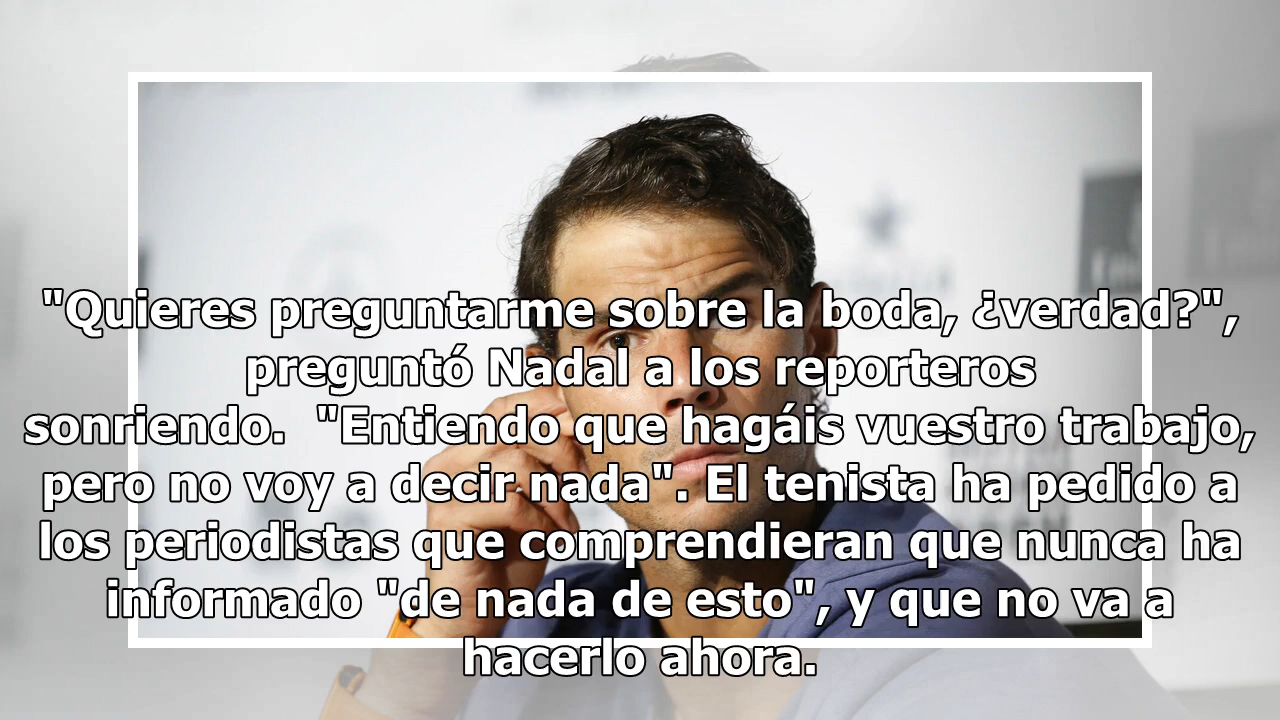 "Quieres preguntarme sobre la boda, ¿verdad?",
preguntó Nadal a los reporteros
sonriendo.  "Entiendo que hagáis vuestro trabajo,
pero no voy a decir nada". El tenista ha pedido a
los periodistas que comprendieran que nunca ha
informado "de nada de esto", y que no va a
hacerlo ahora.